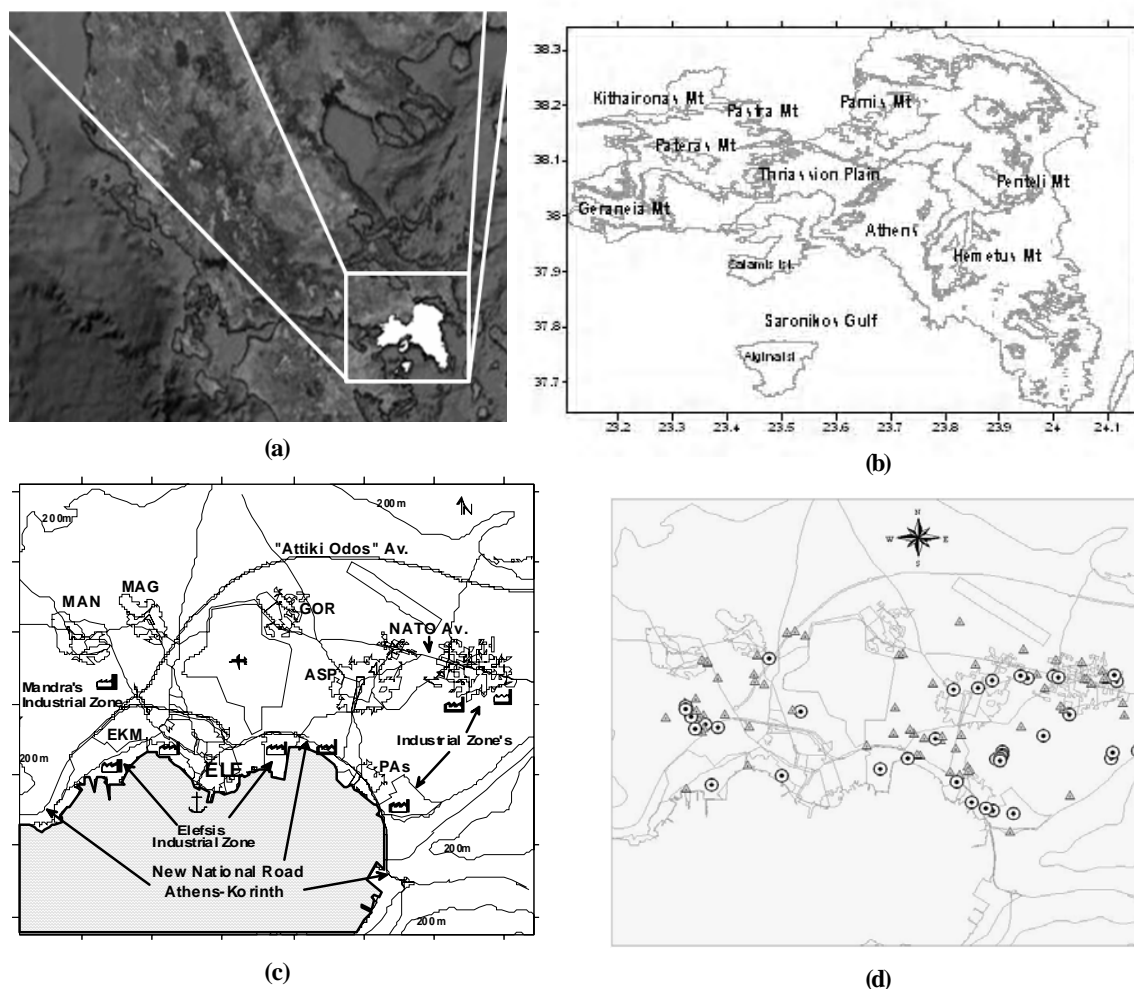 (a)
38.3
38.2
38.1
38
37.9
37.8
37.7
Kithaironas Mt
Pastra Mt
Parnis Mt
Pateras Mt
Thriassion Plain
Penteli Mt
Geraneia Mt
Athens
Salamis Isl.
Hemetus Mt
Saronikos Gulf
Aigina Isl
23.2 23.3 23.4 23.5 23.6 23.7 23.8 23.9 24 24.1
(b)
200m
200m
N
"Attiki Odos" Av.
MAG
MAN
GOR
NATO Av.
ASP
Mandra's
Industrial Zone
EKM
Industrial Zone's
200m
ELE
PAs
Elefsis
Industrial Zone
200m
New National Road
Athens-Korinth
200m
(c)
N
W E
S
(d)